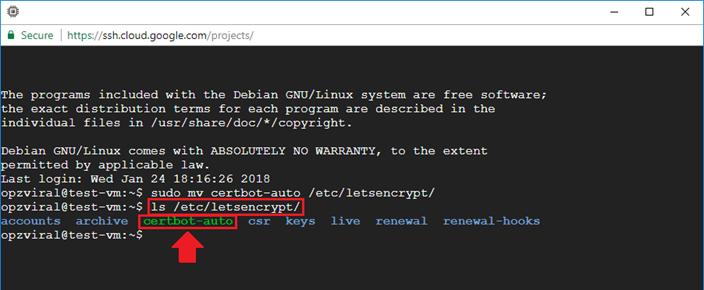 Secure https://ssh.cloud.google.com/projects/
The programs included with the Debian GNU/Linux system are free software;
the exact distribution terms for each program are described in the
individual files in /usr/share/doc/*/copyright.
Debian GNU/Linux comes with ABSOLUTELY NO WARRANTY, to the extent
permitted by applicable law.
Last login: Wed Jan 24 18:16:26 2018
opzviral@test-vm:~$ sudo mv certbot-auto /etc/letsencrypt/
opzviral@test-vm:~$ ls /etc/letsencrypt/
accounts archive certbot-auto csr keys live renewal renewal-hooks
opzviral@test-vm:~$